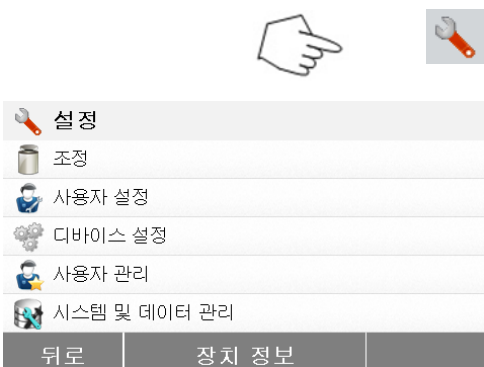 설정
조정
사용자 설정
디바이스 설정
사용자 관리
시스템 및 데이터 관리
뒤로 장치 정보